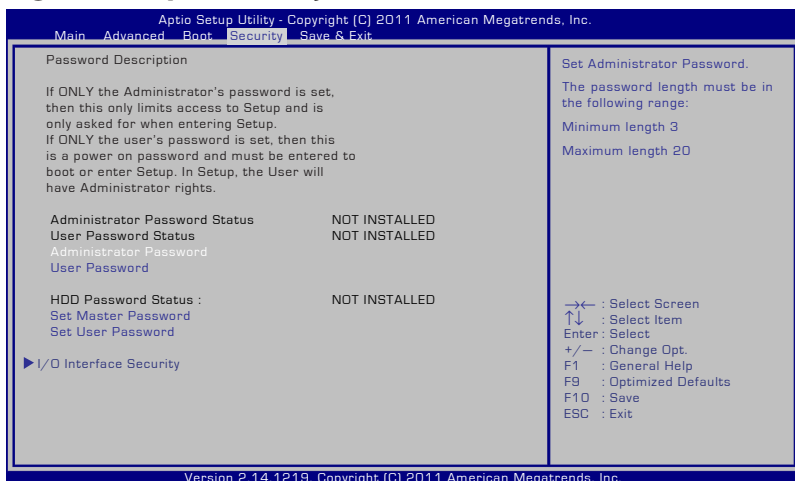 Aptio Setup Utility - Copyright (C) 2011 American Megatrends, Inc.
Main Advanced Boot Security Save & Exit
Password Description
If ONLY the Administrator's password is set,
then this only limits access to Setup and is
only asked for when entering Setup.
If ONLY the user's password is set, then this
is a power on password and must be entered to
boot or enter Setup. In Setup, the User will
have Administrator rights.
Administrator Password Status NOT INSTALLED
User Password Status NOT INSTALLED
Administrator Password
User Password
HDD Password Status : NOT INSTALLED
Set Master Password
Set User Password
▶I/O Interface Security
Set Administrator Password.
The password length must be in
the following range:
Minimum length 3
Maximum length 20
→← : Select Screen
↑↓ : Select Item
Enter : Select
+/— : Change Opt.
F1 : General Help
F9 : Optimized Defaults
F10 : Save
ESC : Exit
Version 2.14.1219. Copyright (C) 2011 American Megatrends, Inc.